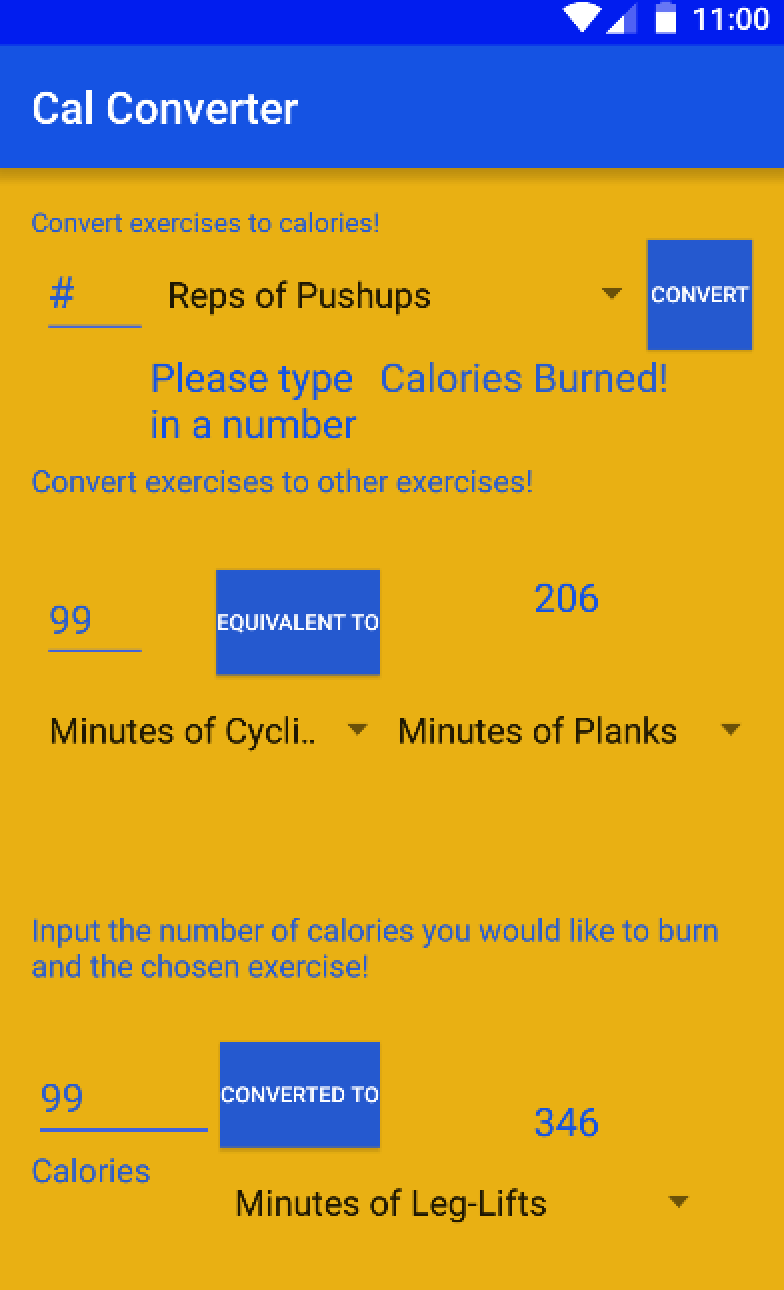 11:00
Cal Converter
Convert exercises to calories!
# Reps of Pushups CONVERT
Please type Calories Burned!
in a number
Convert exercises to other exercises!
99 EQUIVALENT TO 206
Minutes of Cycli.. Minutes of Planks
Input the number of calories you would like to burn
and the chosen exercise!
99 CONVERTED TO 346
Calories
Minutes of Leg-Lifts